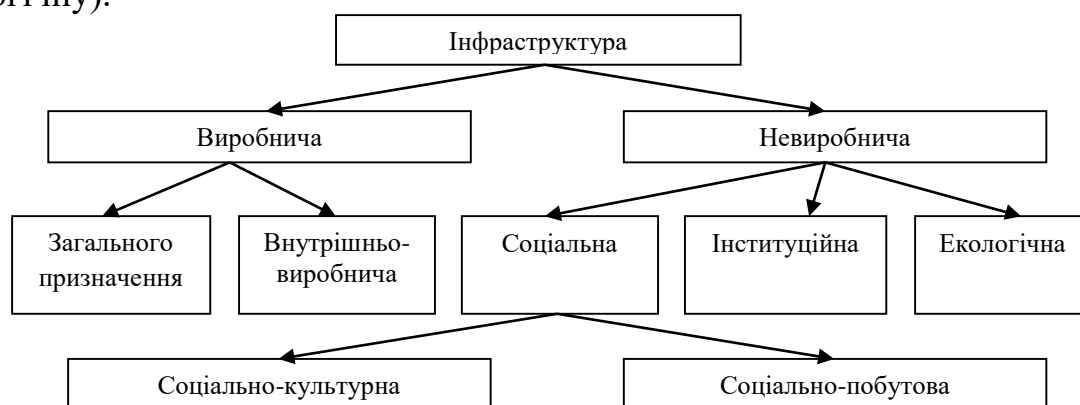 Інфраструктура
Виробнича
Невиробнича
Загального
призначення
Внутрішньо-
виробнича
Соціальна
Інституційна
Екологічна
Соціально-культурна
Соціально-побутова